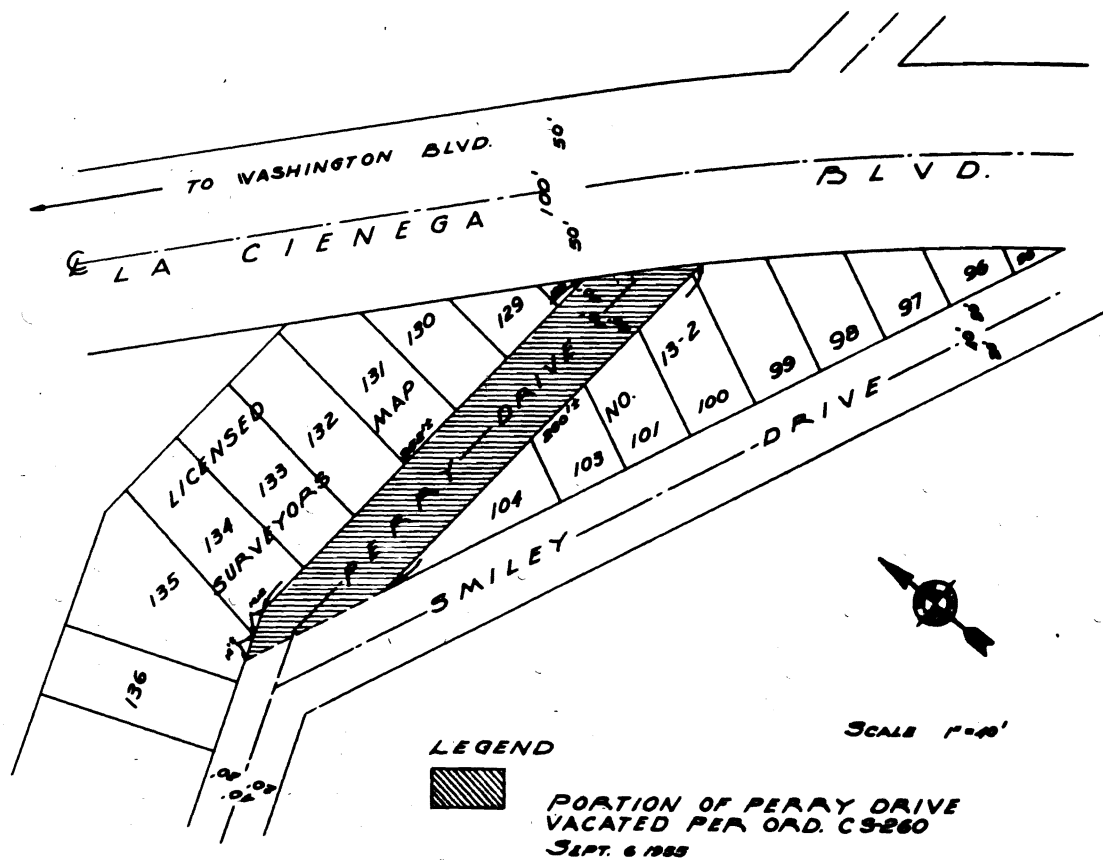 TO WASHINGTON BLVD.
50'
100'
50'
℄ LA CIENEGA BLVD.
129
130
131
132
133
134
135
136
LICENSED
SURVEYORS
MAP
NO.
13-2
96
97
98
99
100
101
103
104
PERRY DRIVE
SMILEY DRIVE
LEGEND
SCALE 1"=40'
PORTION OF PERRY DRIVE
VACATED PER ORD. CS-260
SEPT. 6 1955